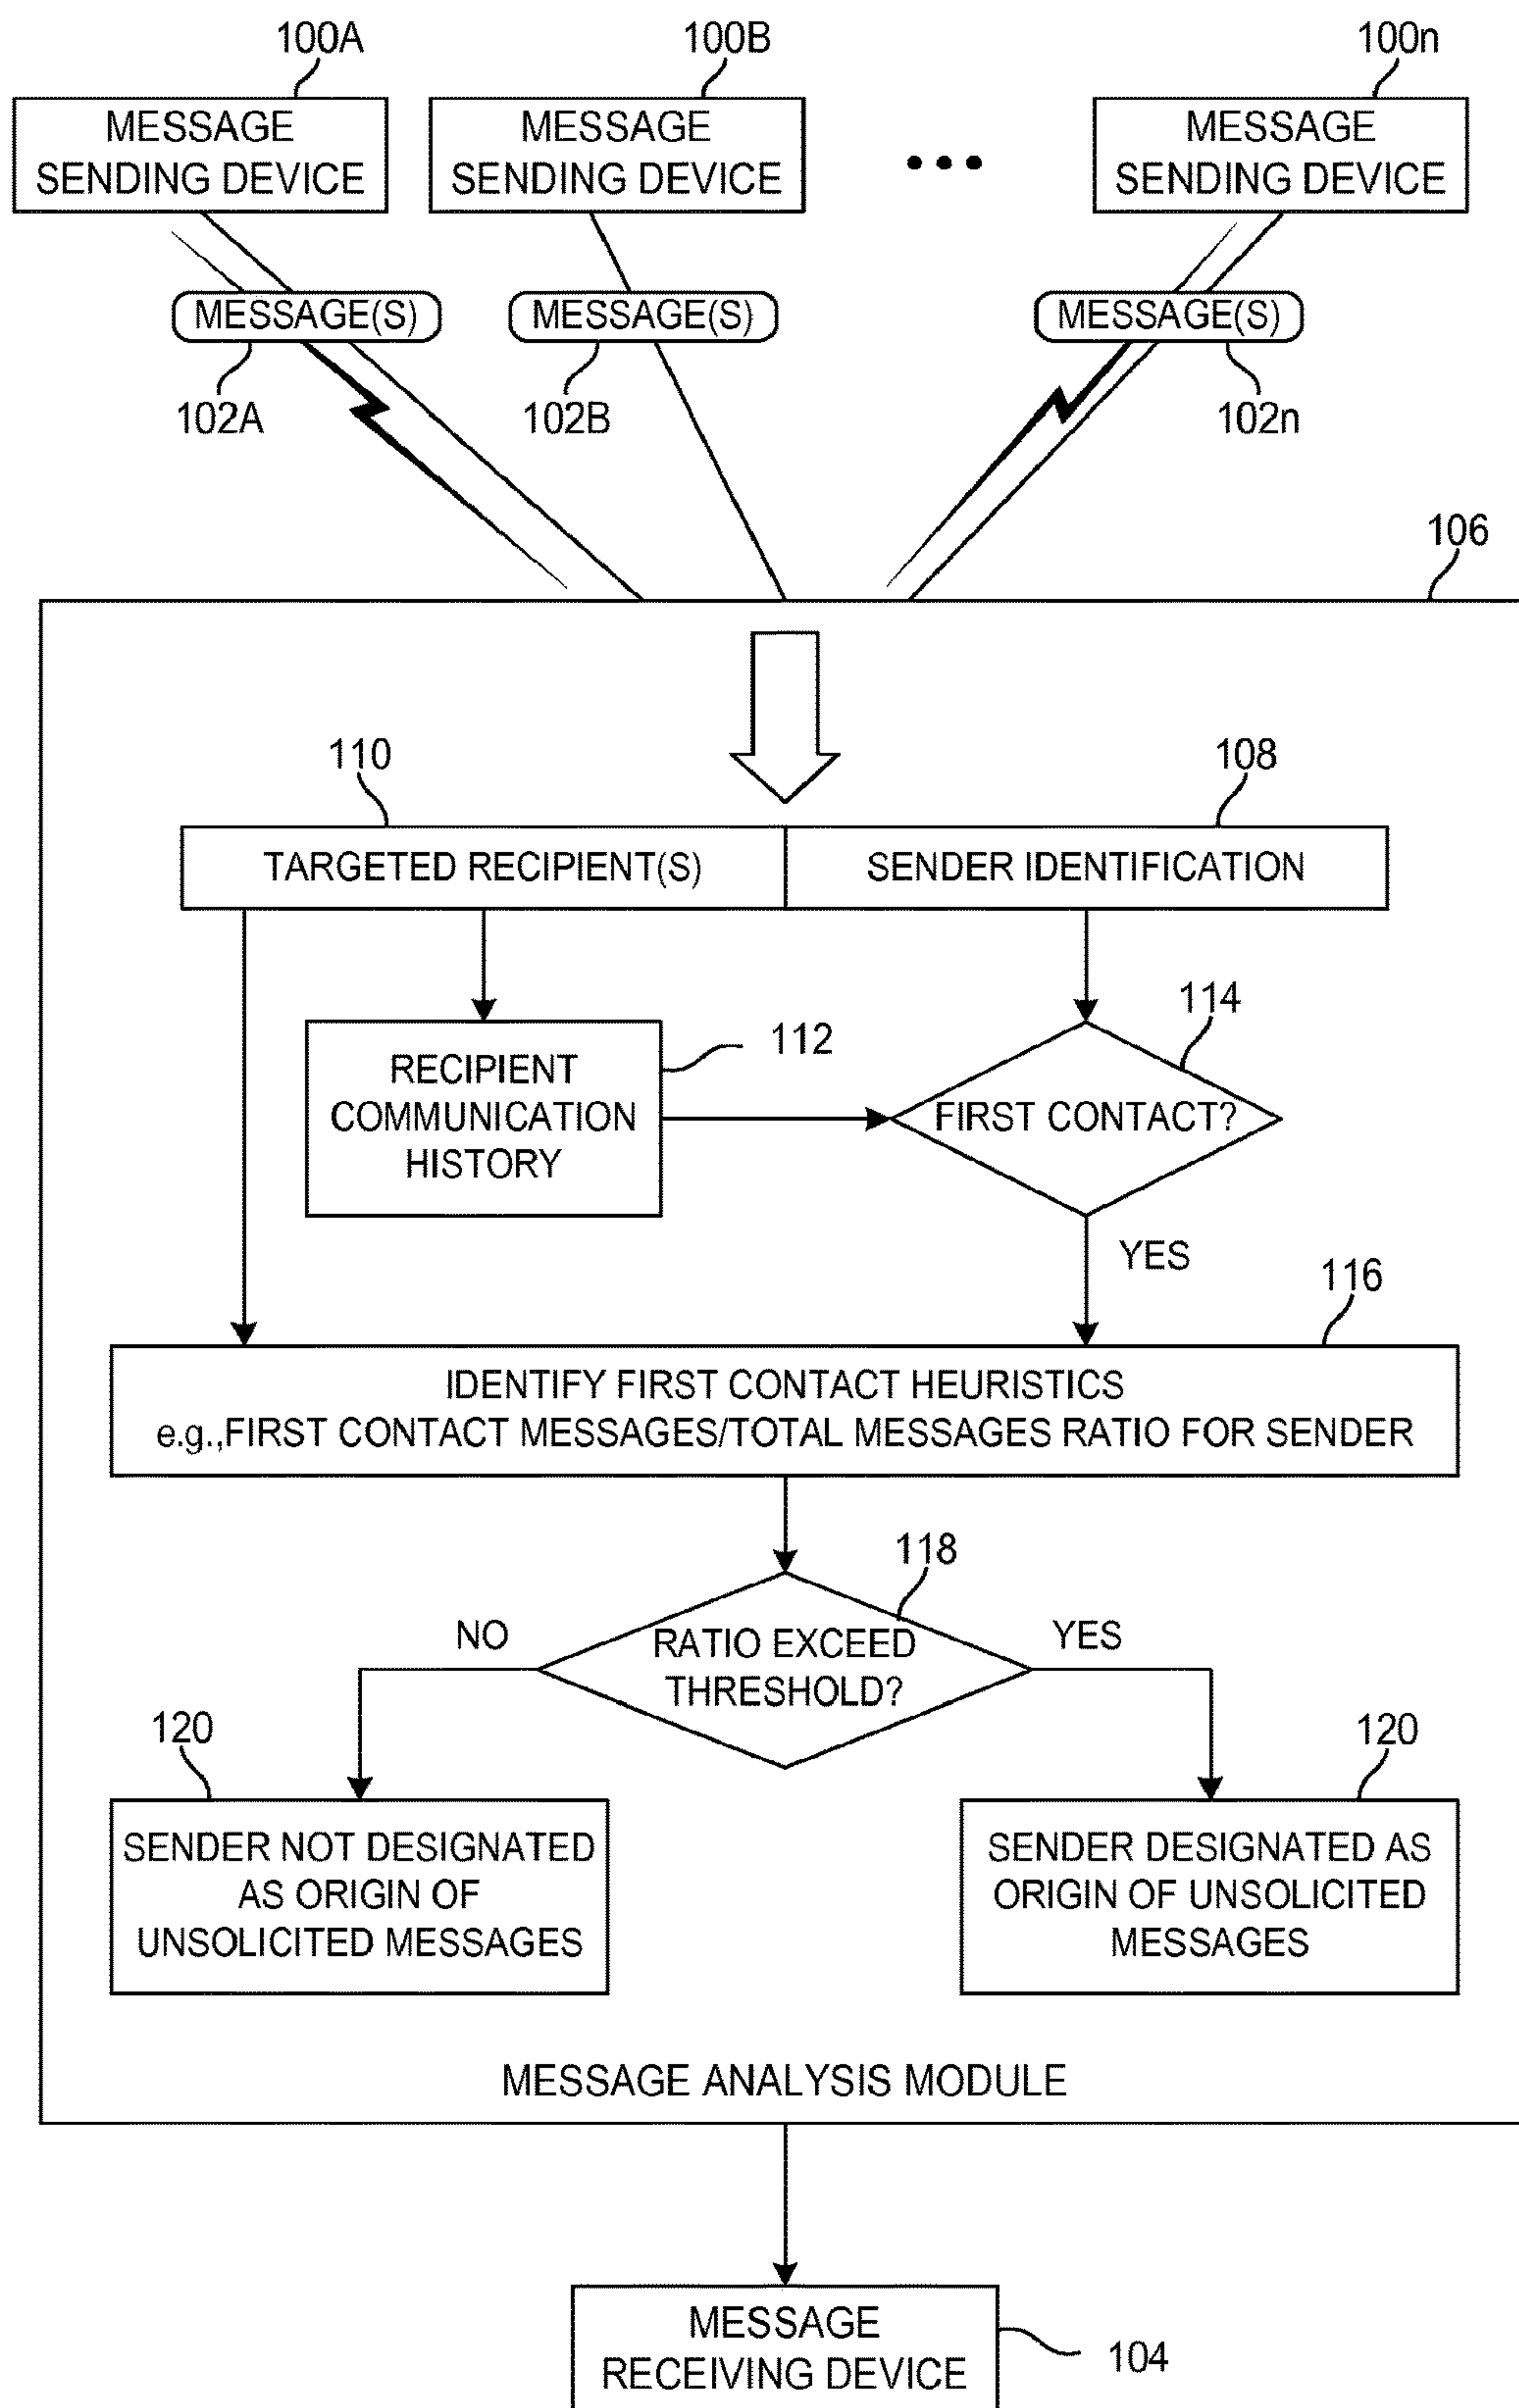 100A
100B
100n
MESSAGE
SENDING DEVICE
MESSAGE
SENDING DEVICE
MESSAGE
SENDING DEVICE
MESSAGE(S)
MESSAGE(S)
MESSAGE(S)
102A
102B
102n
106
110
108
TARGETED RECIPIENT(S)
SENDER IDENTIFICATION
114
112
RECIPIENT
COMMUNICATION
HISTORY
FIRST CONTACT?
YES
116
IDENTIFY FIRST CONTACT HEURISTICS
e.g.,FIRST CONTACT MESSAGES/TOTAL MESSAGES RATIO FOR SENDER
118
NO
RATIO EXCEED
THRESHOLD?
YES
120
120
SENDER NOT DESIGNATED
AS ORIGIN OF
UNSOLICITED MESSAGES
SENDER DESIGNATED AS
ORIGIN OF UNSOLICITED
MESSAGES
MESSAGE ANALYSIS MODULE
MESSAGE
RECEIVING DEVICE
104